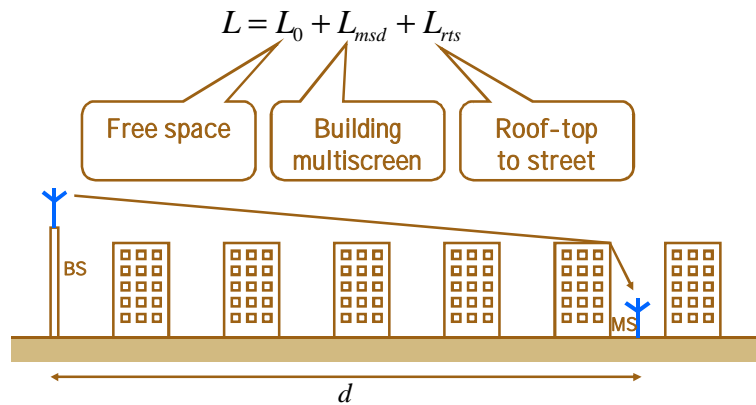 L = L₀ + Lₘₛd + Lᵣₜₛ
Free space
Building
multiscreen
Roof-top
to street
BS
MS
d